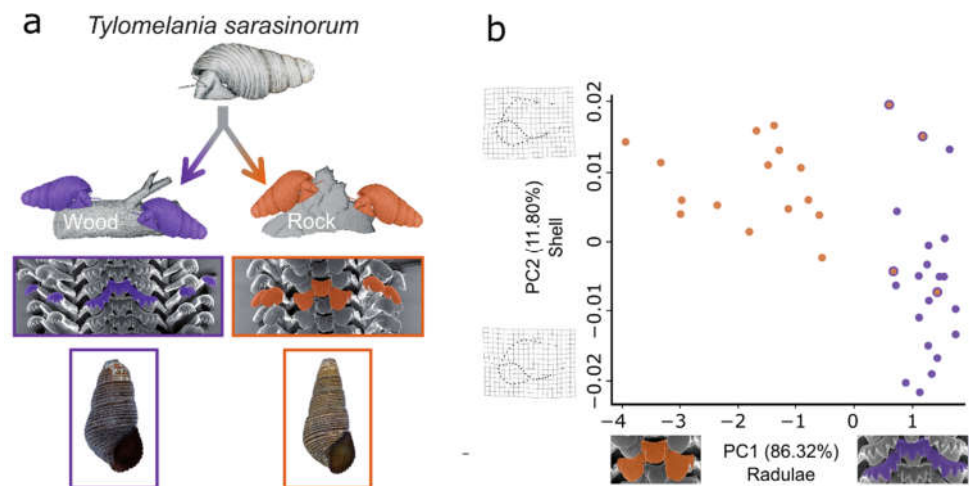 a
Tylomelania sarasinorum
Wood
Rock
b
PC2 (11.80%)
Shell
0.02
0.01
0
-0.01
-0.02
−4
−3
−2
−1
0
1
PC1 (86.32%)
Radulae